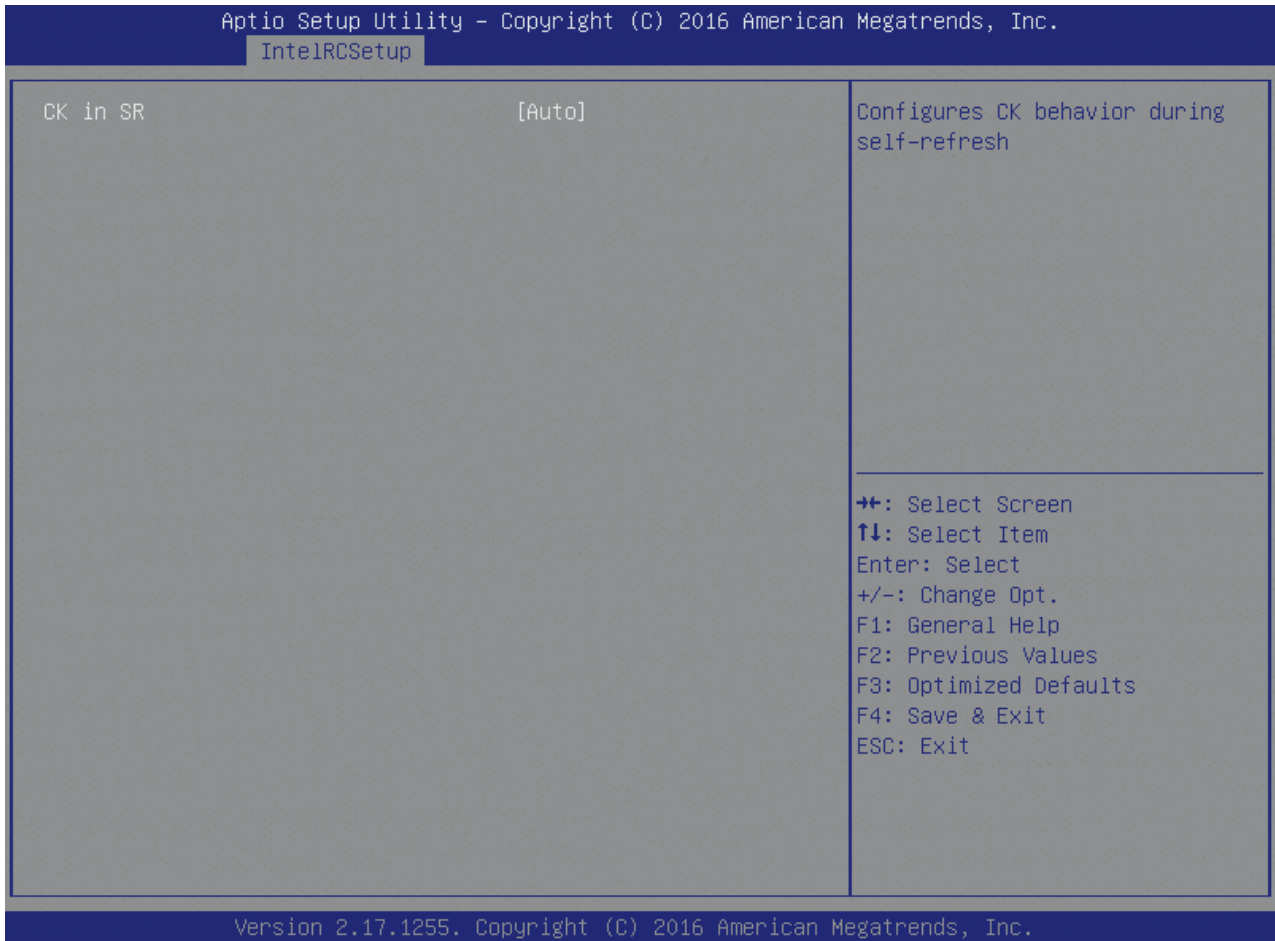 Aptio Setup Utility – Copyright (C) 2016 American Megatrends, Inc.
IntelRCSetup
CK in SR [Auto]
Configures CK behavior during
self-refresh
→←: Select Screen
↑↓: Select Item
Enter: Select
+/-: Change Opt.
F1: General Help
F2: Previous Values
F3: Optimized Defaults
F4: Save & Exit
ESC: Exit
Version 2.17.1255. Copyright (C) 2016 American Megatrends, Inc.